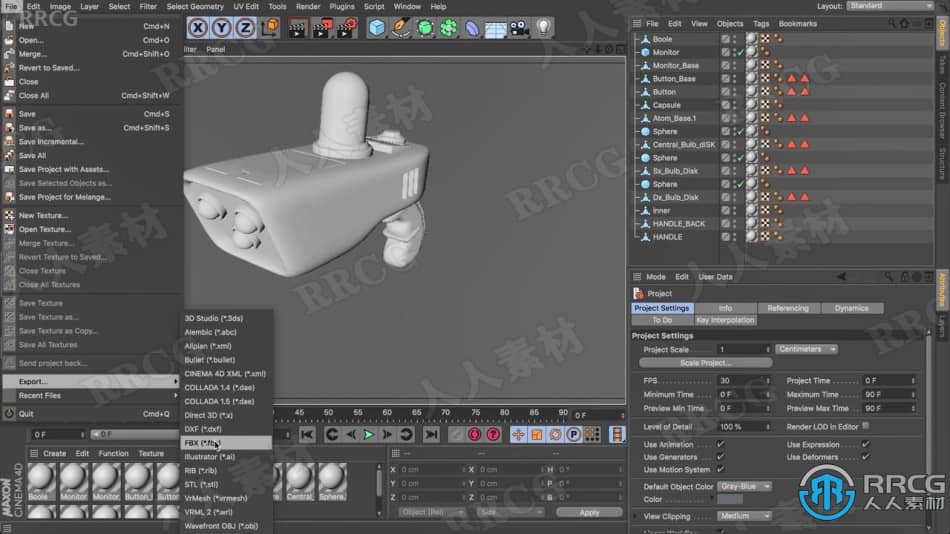 File Edit Layer Select Filter Geometry UV Edit Tools Render Plugins Script Window Help
Layout: Standard
New Cmd+N
Open... Cmd+O
Merge... Cmd+Shift+O
Revert to Saved...
Close
Close All Cmd+Shift+W
Save Cmd+S
Save as... Cmd+Shift+S
Save Incremental...
Save All
Save Project with Assets...
Save Selected Objects as...
Save Project for Melange...
New Texture...
Open Texture...
Merge Texture...
Revert Texture to Saved...
Close Texture
Close All Textures
Save Texture
Save Texture as...
Save Texture as Copy...
Save All Textures
Send project back...
Export...
Recent Files
Quit Cmd+Q
3D Studio (*.3ds)
Alembic (*.abc)
Allplan (*.xml)
Bullet (*.bullet)
CINEMA 4D XML (*.xml)
COLLADA 1.4 (*.dae)
COLLADA 1.5 (*.dae)
Direct 3D (*.x)
DXF (*.dxf)
FBX (*.fbx)
Illustrator (*.ai)
RIB (*.rib)
STL (*.stl)
VrMesh (*.vrmesh)
VRML 2 (*.wrl)
Wavefront OBJ (*.obj)
X Y Z
Panel
File Edit View Objects Tags Bookmarks
Boole
Monitor
Monitor_Base
Button_Base
Button
Capsule
Atom_Base.1
Sphere
Central_Bulb_dISK
Sphere
Sx_Bulb_Disk
Sphere
Dx_Bulb_Disk
Inner
HANDLE_BACK
HANDLE
Objects
Takes
Content Browser
Structure
Attributes
Layers
Mode Edit User Data
Project
Project Settings Info Referencing Dynamics
To Do Key Interpolation
Project Settings
Project Scale 1 Centimeters
Scale Project...
FPS 30 Project Time 0 F
Minimum Time 0 F Maximum Time 90 F
Preview Min Time 0 F Preview Max Time 90 F
Level of Detail 100 % Render LOD in Editor
Use Animation Use Expression
Use Generators Use Deformers
Use Motion System
Default Object Color Gray-Blue
Color
View Clipping Medium
45 50 55 60 65 70 75 80 85 90 0 F
0 F 0 F
Create Edit Function Texture
Boole Monitor Monitor Button_ Button_ Central_ Sphere.
X 0 cm X 0 cm H 0 °
Y 0 cm Y 0 cm P 0 °
Z 0 cm Z 0 cm B 0 °
Object (Rel) Size Apply
MAXON
CINEMA 4D
RRCG
人人素材